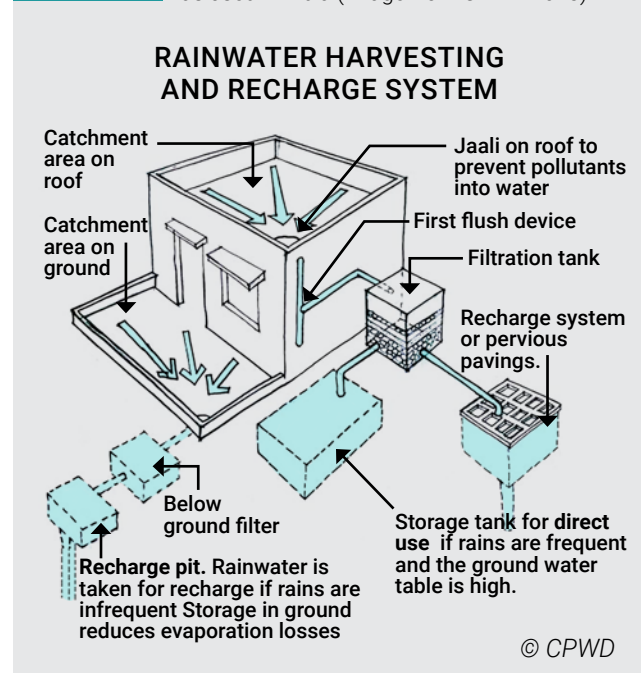 RAINWATER HARVESTING
AND RECHARGE SYSTEM
Catchment
area on
roof
Jaali on roof to
prevent pollutants
into water
First flush device
Catchment
area on
ground
Filtration tank
Recharge system
or pervious
pavings.
Below
ground filter
Storage tank for direct
use if rains are frequent
and the ground water
table is high.
Recharge pit. Rainwater is
taken for recharge if rains are
infrequent Storage in ground
reduces evaporation losses
© CPWD